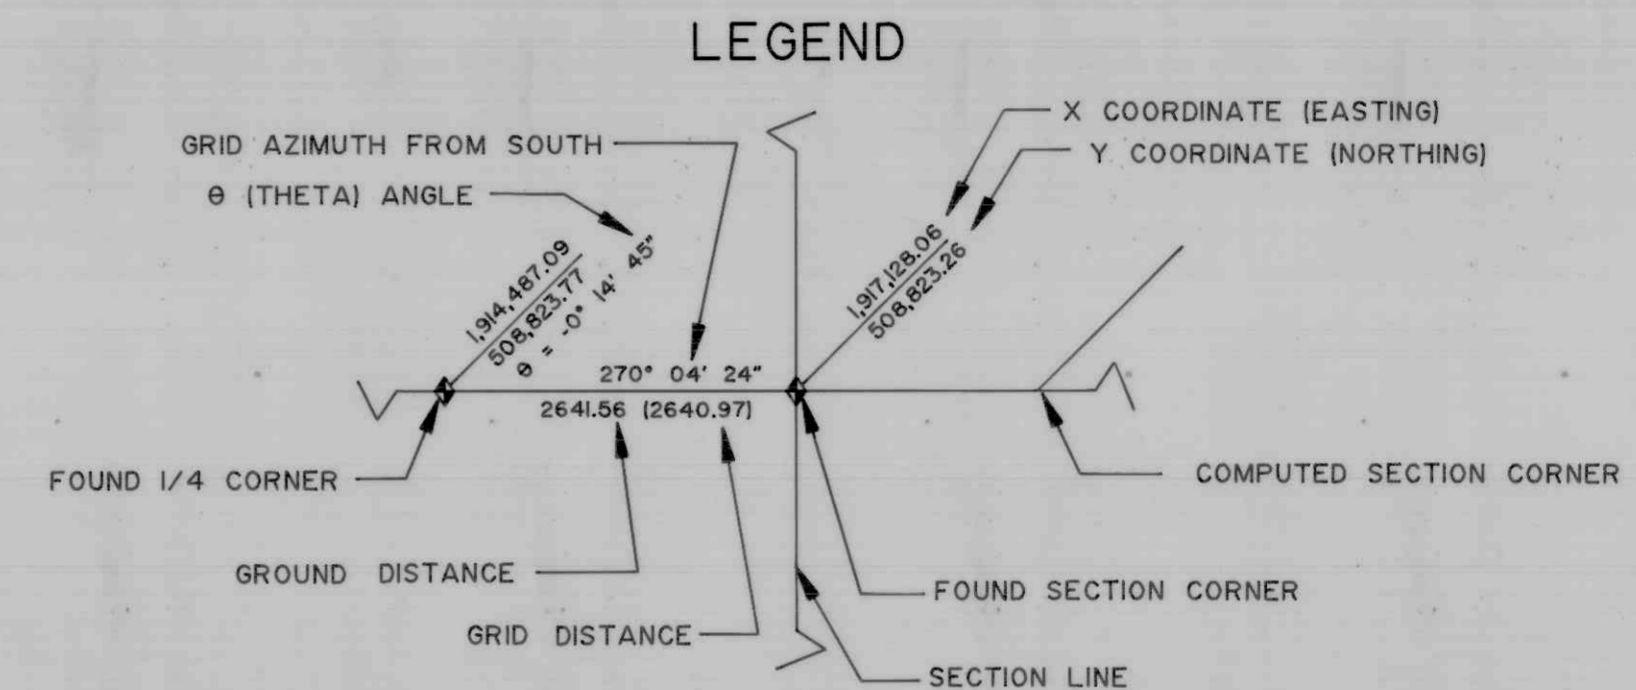 LEGEND
X COORDINATE (EASTING)
GRID AZIMUTH FROM SOUTH
Y COORDINATE (NORTHING)
θ (THETA) ANGLE
1,914,487.09
508,823.77
θ = -0° 14' 45"
1,917,128.06
508,823.26
270° 04' 24"
2641.56 (2640.97)
FOUND 1/4 CORNER
COMPUTED SECTION CORNER
GROUND DISTANCE
FOUND SECTION CORNER
GRID DISTANCE
SECTION LINE